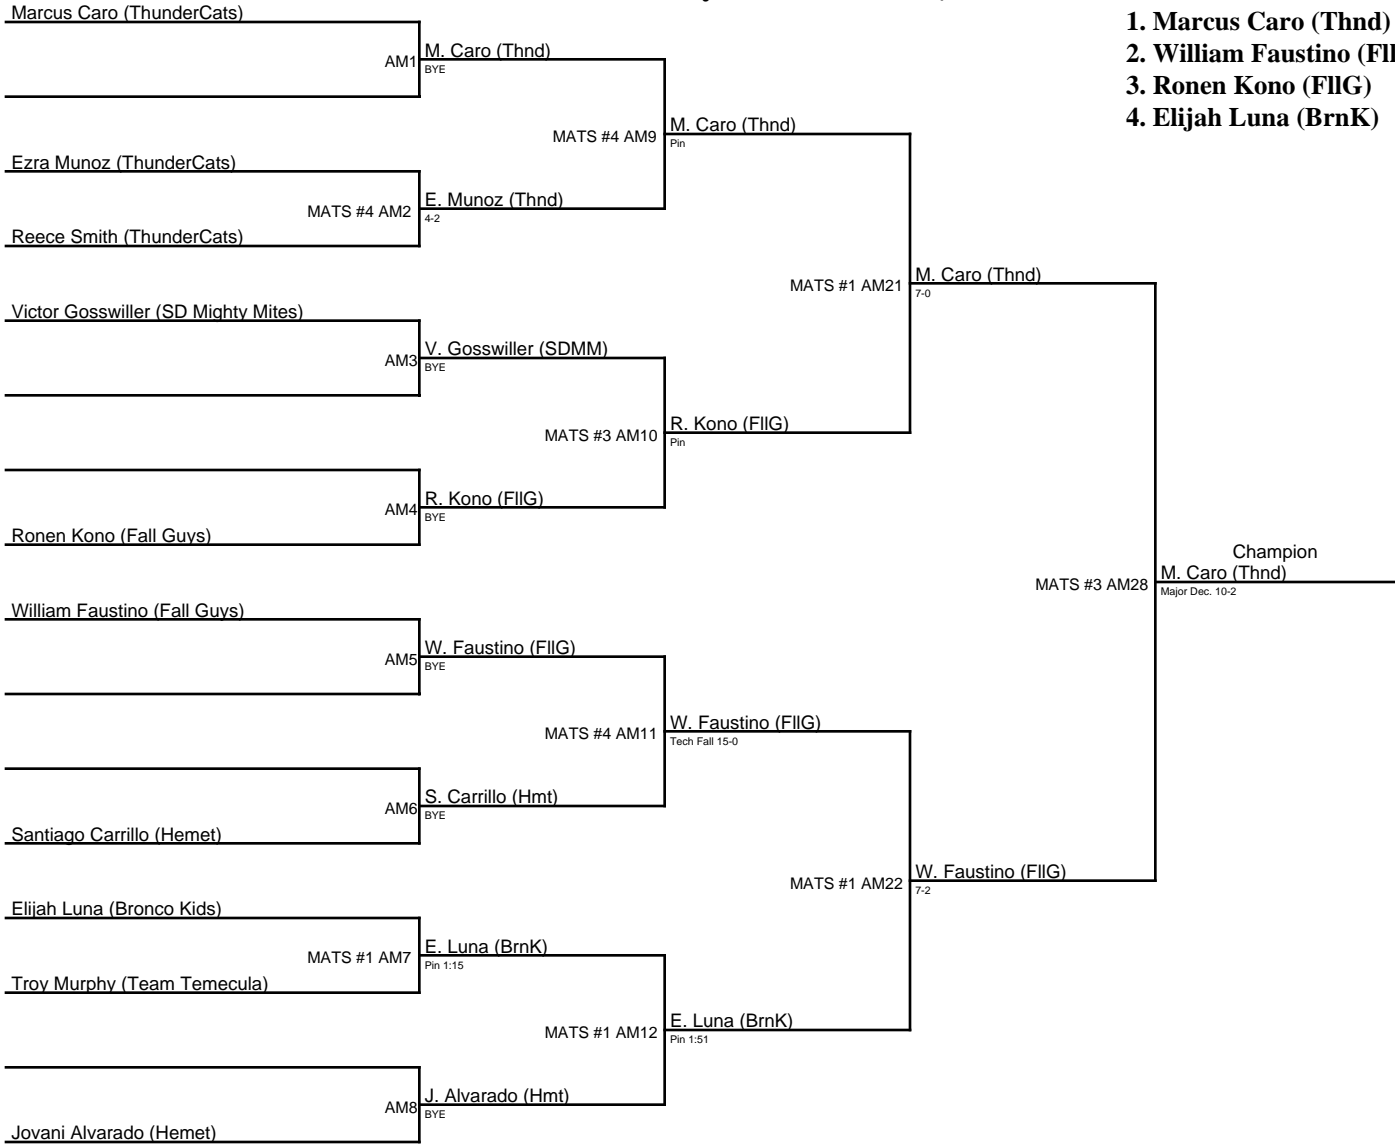 Marcus Caro (ThunderCats)
AM1
M. Caro (Thnd)
BYE
Ezra Munoz (ThunderCats)
MATS #4 AM2
E. Munoz (Thnd)
4-2
Reece Smith (ThunderCats)
MATS #4 AM9
M. Caro (Thnd)
Pin
Victor Gosswiller (SD Mighty Mites)
AM3
V. Gosswiller (SDMM)
BYE
MATS #3 AM10
R. Kono (FllG)
Pin
AM4
R. Kono (FllG)
BYE
Ronen Kono (Fall Guys)
MATS #1 AM21
M. Caro (Thnd)
7-0
William Faustino (Fall Guys)
AM5
W. Faustino (FllG)
BYE
MATS #4 AM11
W. Faustino (FllG)
Tech Fall 15-0
AM6
S. Carrillo (Hmt)
BYE
Santiago Carrillo (Hemet)
MATS #1 AM22
W. Faustino (FllG)
7-2
Elijah Luna (Bronco Kids)
MATS #1 AM7
E. Luna (BrnK)
Pin 1:15
Troy Murphy (Team Temecula)
MATS #1 AM12
E. Luna (BrnK)
Pin 1:51
AM8
J. Alvarado (Hmt)
BYE
Jovani Alvarado (Hemet)
Champion
MATS #3 AM28
M. Caro (Thnd)
Major Dec. 10-2
1. Marcus Caro (Thnd)
2. William Faustino (Fll
3. Ronen Kono (FllG)
4. Elijah Luna (BrnK)